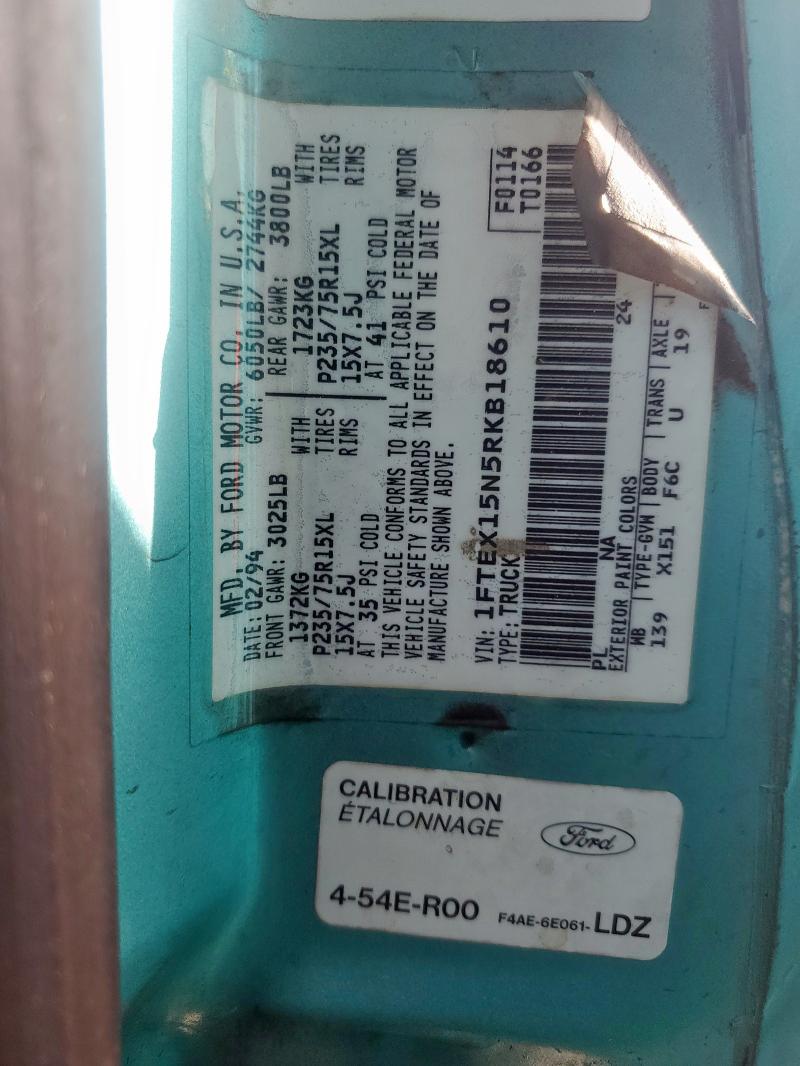 MFD. BY FORD MOTOR CO. IN U.S.A.
DATE: 02/94 GVWR: 6050LB/ 2744KG
FRONT GAWR: 3025LB REAR GAWR: 3800LB
1372KG WITH 1723KG WITH
P235/75R15XL TIRES P235/75R15XL TIRES
15X7.5J RIMS 15X7.5J RIMS
AT 35 PSI COLD AT 41 PSI COLD
THIS VEHICLE CONFORMS TO ALL APPLICABLE FEDERAL MOTOR
VEHICLE SAFETY STANDARDS IN EFFECT ON THE DATE OF
MANUFACTURE SHOWN ABOVE.
VIN: 1FTEX15N5RKB18610
TYPE: TRUCK
F0114
T0166
PL NA 24
EXTERIOR PAINT COLORS
WB TYPE-GVW BODY TRANS AXLE
139 X151 F6C U 19
CALIBRATION
ÉTALONNAGE
Ford
4-54E-R00 F4AE-6E061-LDZ